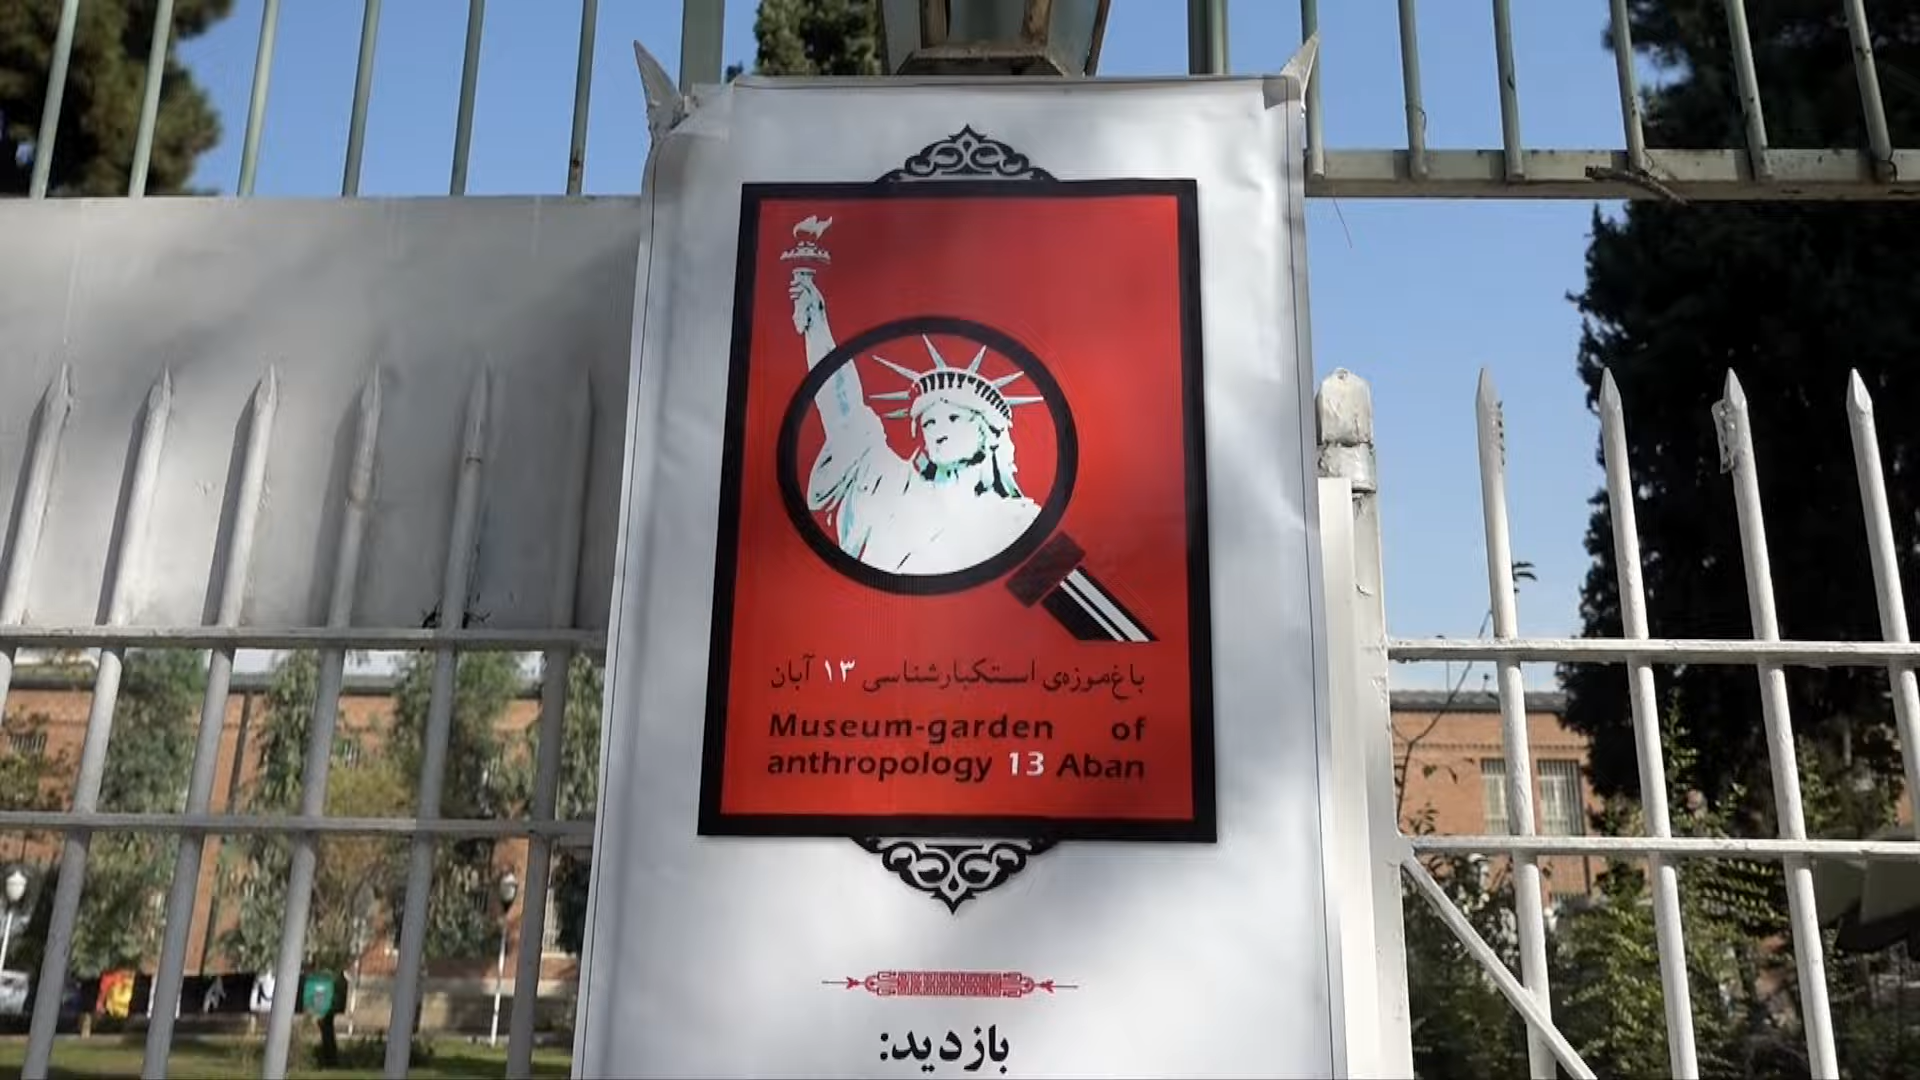 باغ‌موزه‌ی استکبارشناسی ۱۳ آبان
Museum-garden of
anthropology 13 Aban
بازدید: